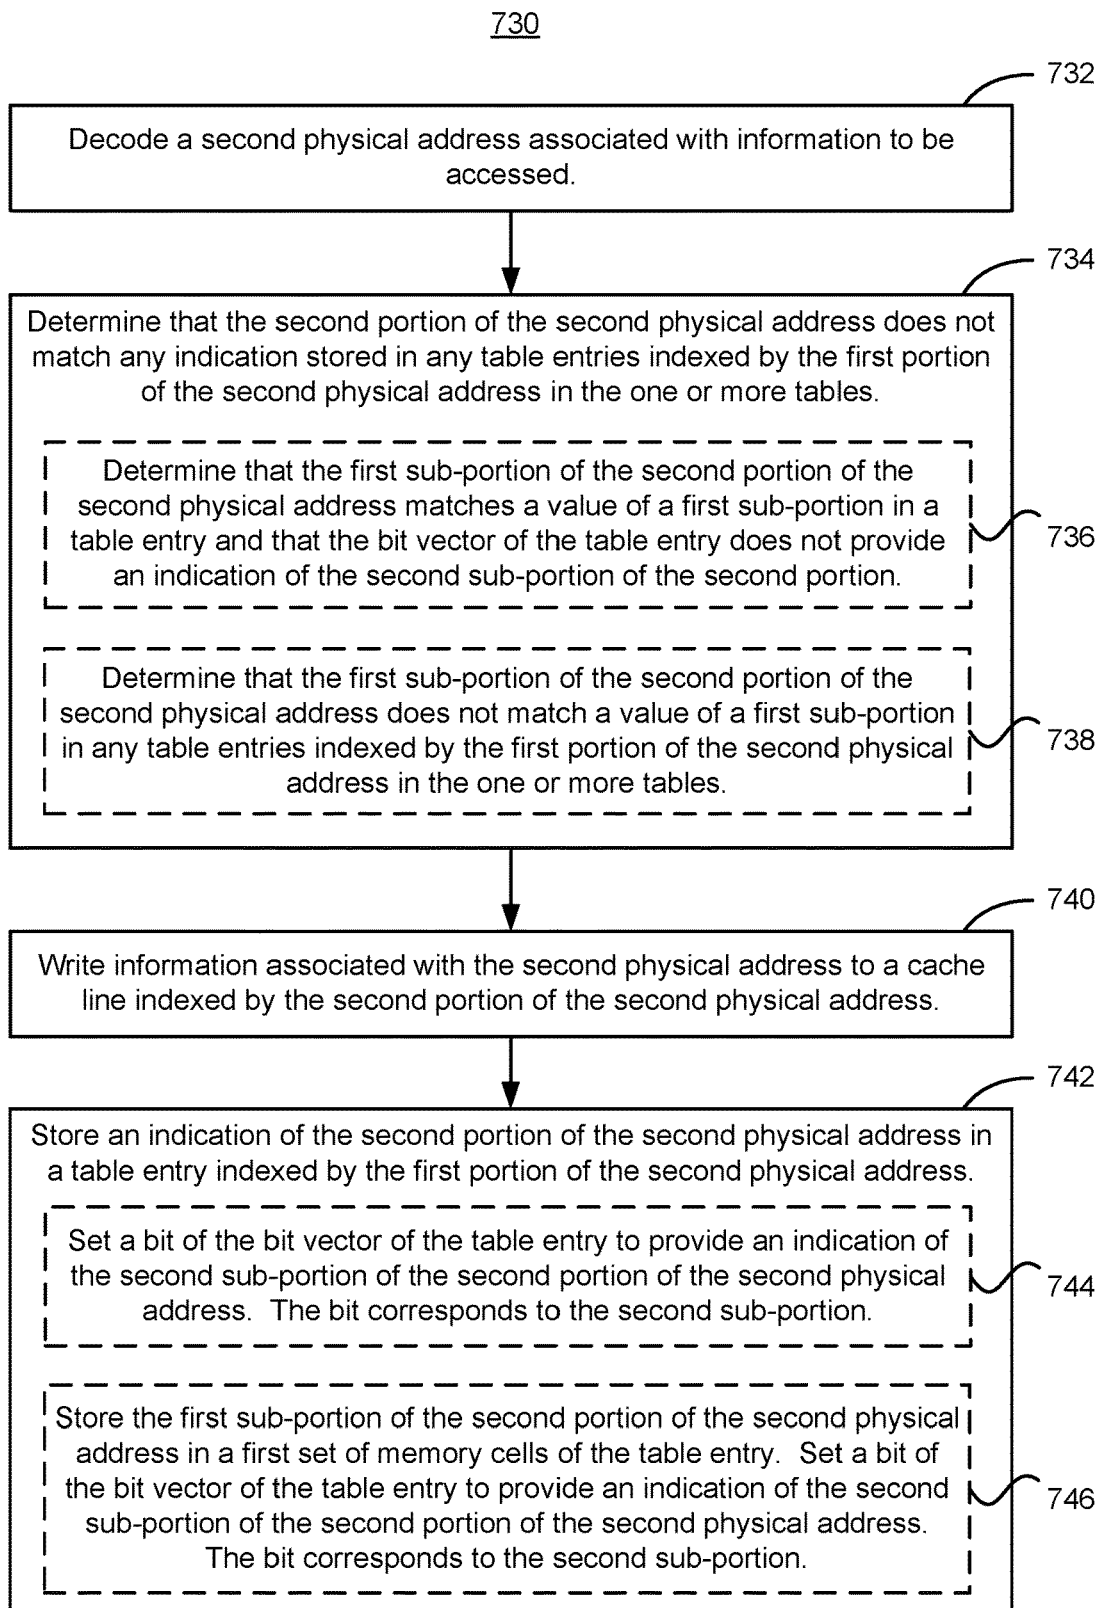 730
732
Decode a second physical address associated with information to be
accessed.
734
Determine that the second portion of the second physical address does not
match any indication stored in any table entries indexed by the first portion
of the second physical address in the one or more tables.
Determine that the first sub-portion of the second portion of the
second physical address matches a value of a first sub-portion in a
table entry and that the bit vector of the table entry does not provide
an indication of the second sub-portion of the second portion.
736
Determine that the first sub-portion of the second portion of the
second physical address does not match a value of a first sub-portion
in any table entries indexed by the first portion of the second physical
address in the one or more tables.
738
740
Write information associated with the second physical address to a cache
line indexed by the second portion of the second physical address.
742
Store an indication of the second portion of the second physical address in
a table entry indexed by the first portion of the second physical address.
Set a bit of the bit vector of the table entry to provide an indication of
the second sub-portion of the second portion of the second physical
address.  The bit corresponds to the second sub-portion.
744
Store the first sub-portion of the second portion of the second physical
address in a first set of memory cells of the table entry.  Set a bit of
the bit vector of the table entry to provide an indication of the second
sub-portion of the second portion of the second physical address.
The bit corresponds to the second sub-portion.
746